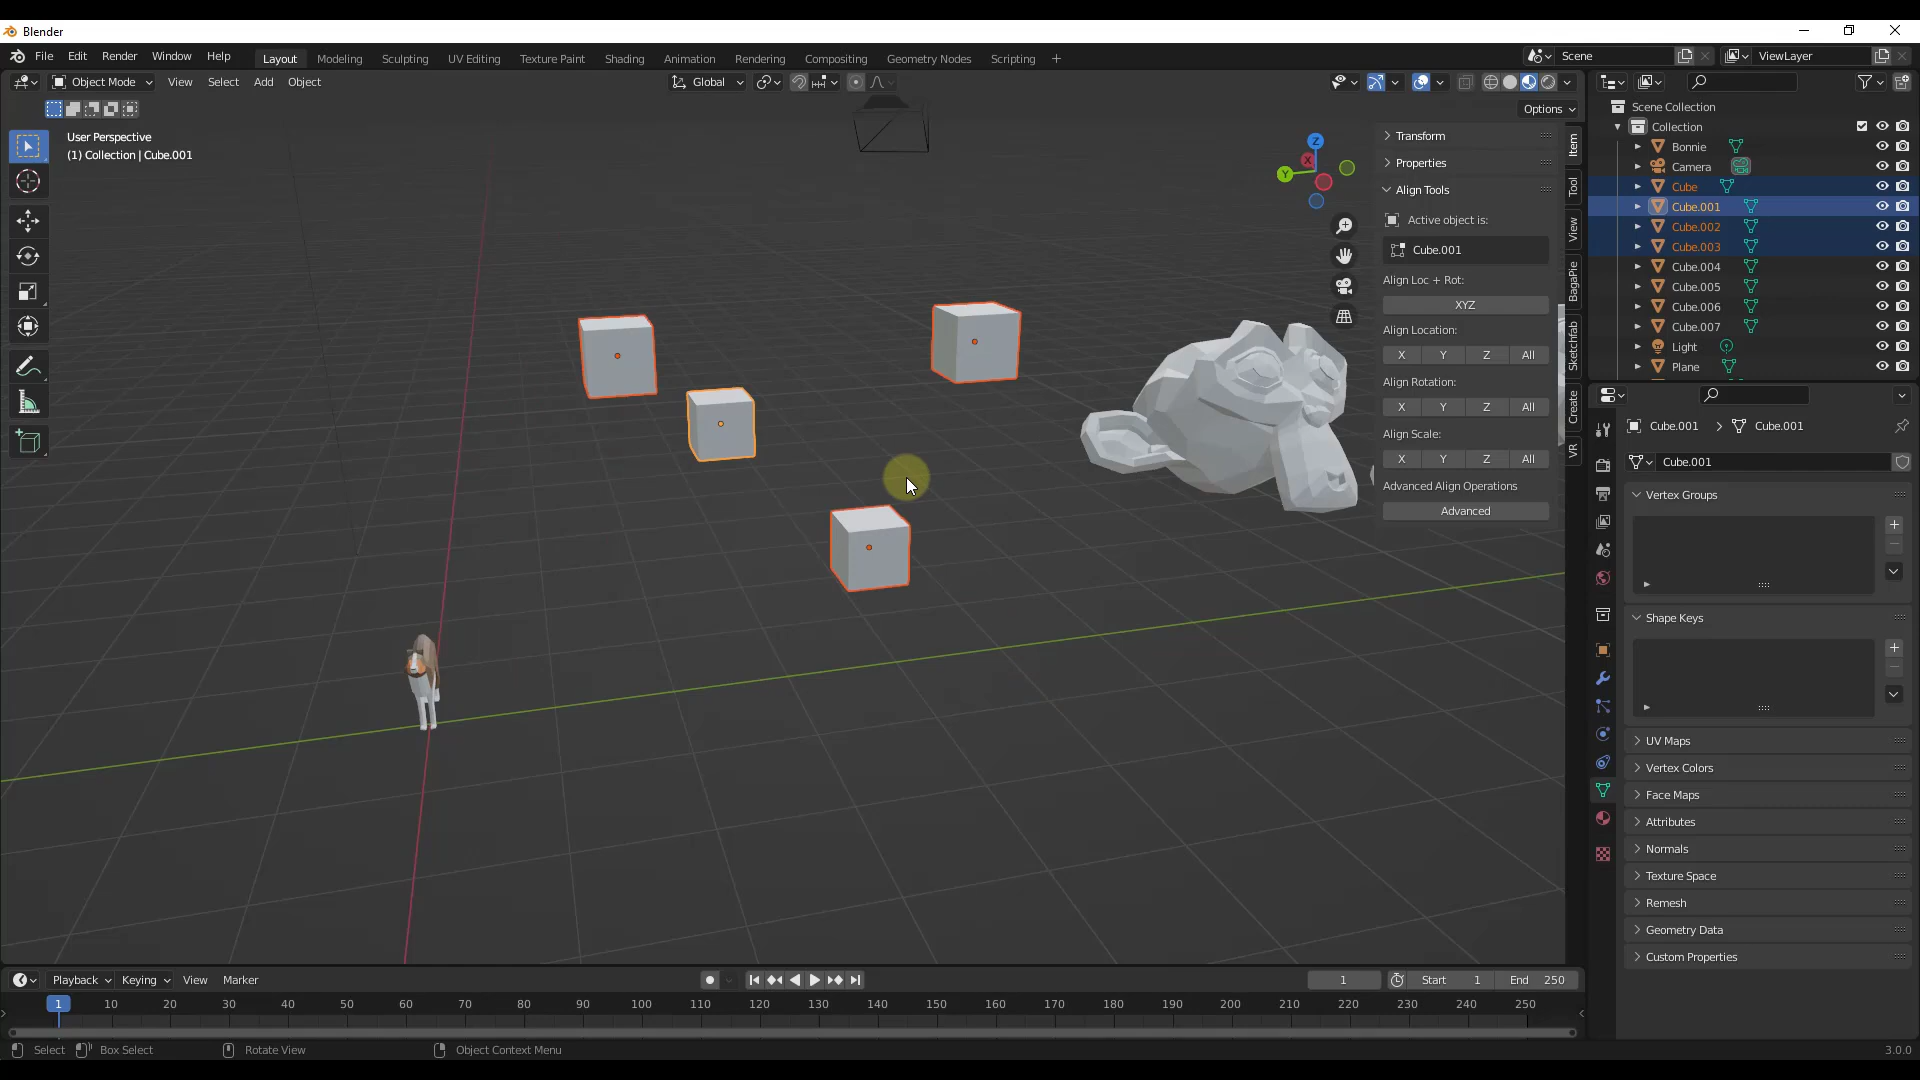 Blender
File Edit Render Window Help Layout Modeling Sculpting UV Editing Texture Paint Shading Animation Rendering Compositing Geometry Nodes Scripting + Scene ViewLayer
Object Mode View Select Add Object Global
Options
User Perspective
(1) Collection | Cube.001
Z
X
Y
Transform
Properties
Align Tools
Active object is:
Cube.001
Align Loc + Rot:
XYZ
Align Location:
X Y Z All
Align Rotation:
X Y Z All
Align Scale:
X Y Z All
Advanced Align Operations
Advanced
Item
Tool
View
BagaPie
Sketchfab
Create
VR
Scene Collection
Collection
Bonnie
Camera
Cube
Cube.001
Cube.002
Cube.003
Cube.004
Cube.005
Cube.006
Cube.007
Light
Plane
Cube.001 > Cube.001
Cube.001
Vertex Groups
Shape Keys
UV Maps
Vertex Colors
Face Maps
Attributes
Normals
Texture Space
Remesh
Geometry Data
Custom Properties
Playback Keying View Marker 1 Start 1 End 250
1 10 20 30 40 50 60 70 80 90 100 110 120 130 140 150 160 170 180 190 200 210 220 230 240 250
Select Box Select Rotate View Object Context Menu 3.0.0